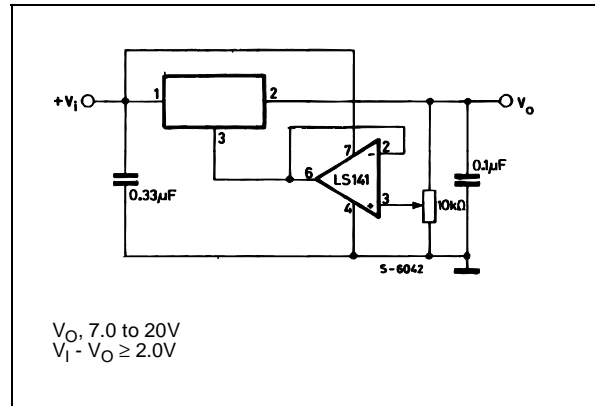 +Vi
1
2
Vo
3
7
2
-
6
LS141
0.1µF
0.33µF
4
+
3
10kΩ
S-6042
VO, 7.0 to 20V
VI - VO ≥ 2.0V